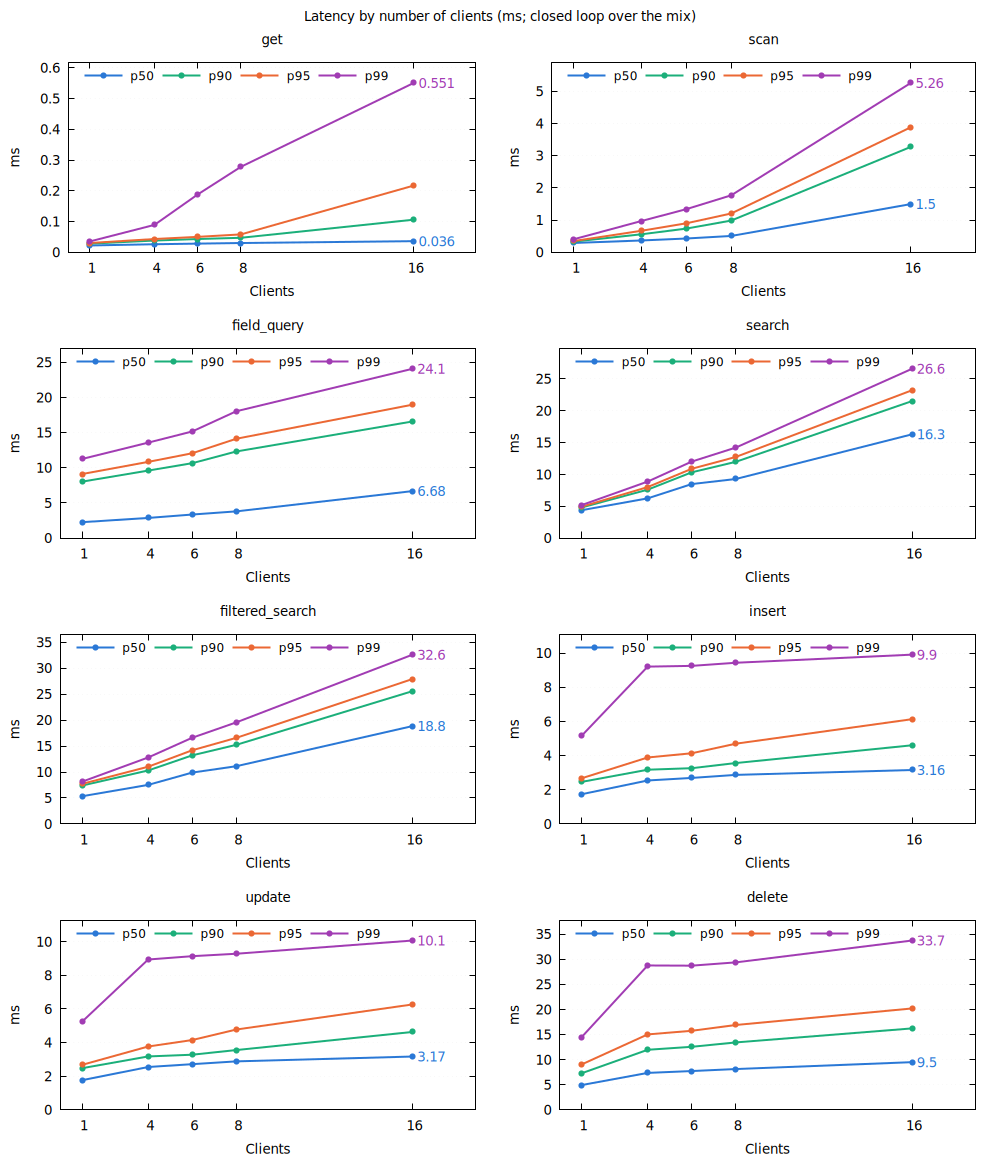 Latency by number of clients (ms; closed loop over the mix)
get
p50 p90 p95 p99
0.6
0.5
0.4
0.3
0.2
0.1
0
ms
0.551
0.036
1 4 6 8 16
Clients
scan
p50 p90 p95 p99
5
4
3
2
1
0
ms
5.26
1.5
1 4 6 8 16
Clients
field_query
p50 p90 p95 p99
25
20
15
10
5
0
ms
24.1
6.68
1 4 6 8 16
Clients
search
p50 p90 p95 p99
25
20
15
10
5
0
ms
26.6
16.3
1 4 6 8 16
Clients
filtered_search
p50 p90 p95 p99
35
30
25
20
15
10
5
0
ms
32.6
18.8
1 4 6 8 16
Clients
insert
p50 p90 p95 p99
10
8
6
4
2
0
ms
9.9
3.16
1 4 6 8 16
Clients
update
p50 p90 p95 p99
10
8
6
4
2
0
ms
10.1
3.17
1 4 6 8 16
Clients
delete
p50 p90 p95 p99
35
30
25
20
15
10
5
0
ms
33.7
9.5
1 4 6 8 16
Clients